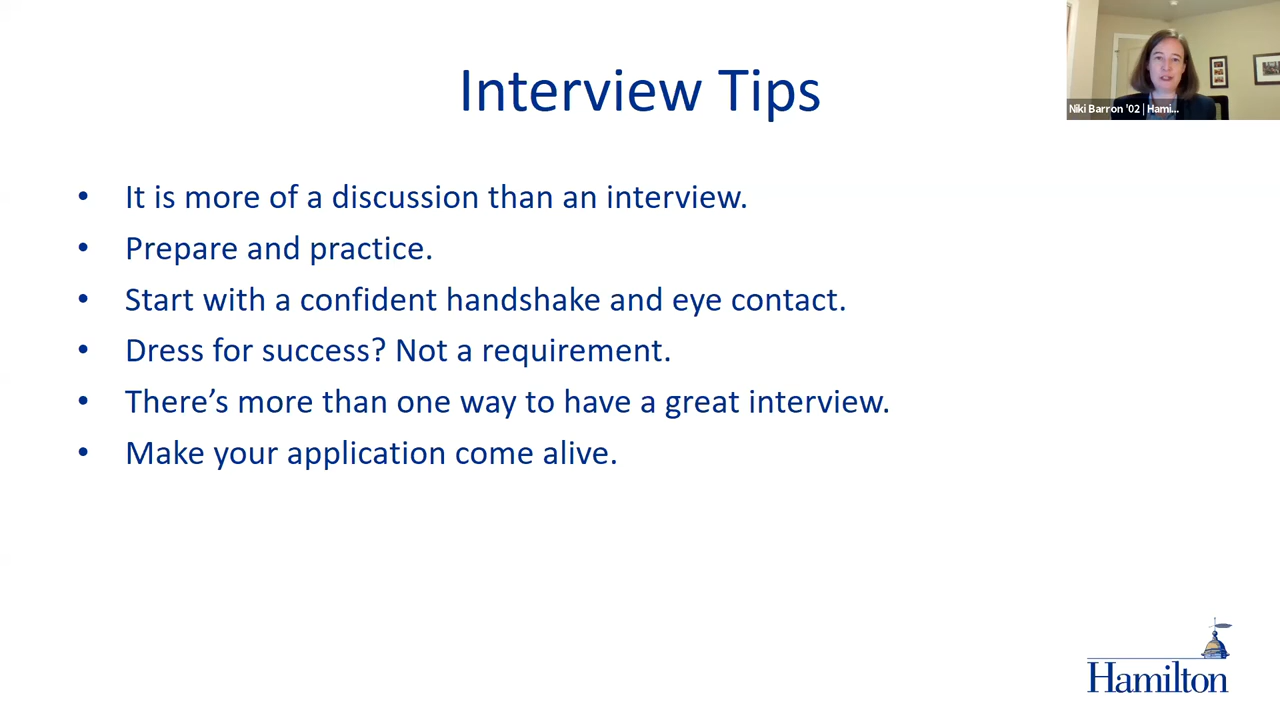 Interview Tips
Niki Barron '02 | Hami...
• It is more of a discussion than an interview.
• Prepare and practice.
• Start with a confident handshake and eye contact.
• Dress for success? Not a requirement.
• There’s more than one way to have a great interview.
• Make your application come alive.
Hamilton